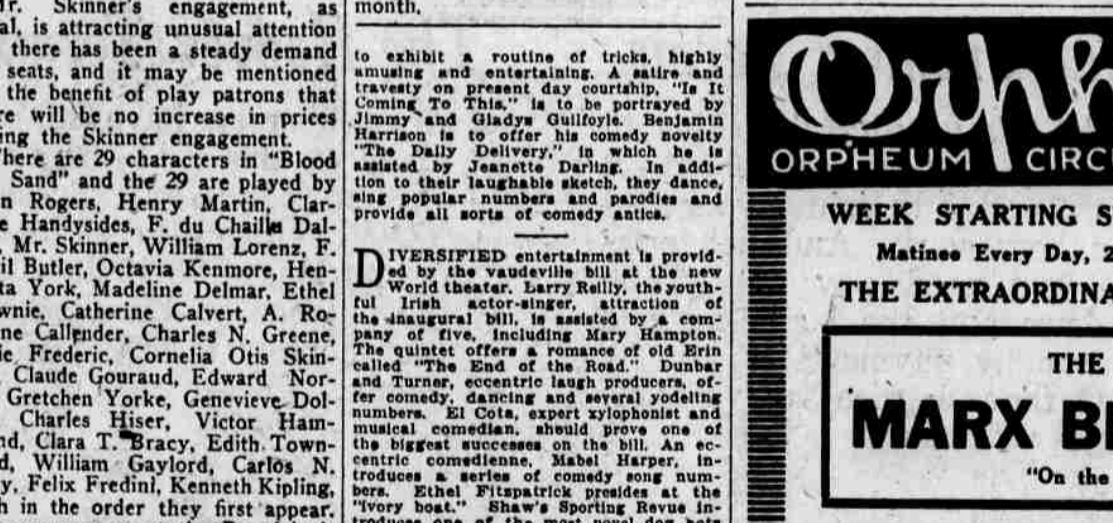 r. Skinner's engagement, as
al, is attracting unusual attention
there has been a steady demand
seats, and it may be mentioned
the benefit of play patrons that
re will be no increase in prices
ing the Skinner engagement.
here are 29 characters in "Blood
Sand" and the 29 are played by
n Rogers, Henry Martin, Clar-
e Handysides, F. du Chaille Dal-
Mr. Skinner, William Lorenz, F.
il Butler, Octavia Kenmore, Hen-
ta York, Madeline Delmar, Ethel
wnie, Catherine Calvert, A. Ro-
ne Callender, Charles N. Greene,
ie Frederic, Cornelia Otis Skin-
Claude Gouraud, Edward Nor-
Gretchen Yorke, Genevieve Dol-
Charles Hiser, Victor Ham-
nd, Clara T. Bracy, Edith Town-
d, William Gaylord, Carlos N.
y, Felix Fredini, Kenneth Kipling,
h in the order they first appear.
month.
to exhibit a routine of tricks, highly
amusing and entertaining. A satire and
travesty on present day courtship, "Is It
Coming To This," is to be portrayed by
Jimmy and Gladys Guilfoyle. Benjamin
Harrison is to offer his comedy novelty
"The Daily Delivery," in which he is
assisted by Jeanette Darling. In addi-
tion to their laughable sketch, they dance,
sing popular numbers and parodies and
provide all sorts of comedy antics.
DIVERSIFIED entertainment is provid-
ed by the vaudeville bill at the new
World theater. Larry Reilly, the youth-
ful Irish actor-singer, attraction of
the inaugural bill, is assisted by a com-
pany of five, including Mary Hampton.
The quintet offers a romance of old Erin
called "The End of the Road." Dunbar
and Turner, eccentric laugh producers, of-
fer comedy, dancing and several yodeling
numbers. El Cota, expert xylophonist and
musical comedian, should prove one of
the biggest successes on the bill. An ec-
centric comedienne, Mabel Harper, in-
troduces a series of comedy song num-
bers. Ethel Fitzpatrick presides at the
"ivory boat." Shaw's Sporting Revue in-
troduces one of the most novel dog acts
Orph
ORPHEUM CIRC
WEEK STARTING S
Matinee Every Day, 2
THE EXTRAORDINA
THE
MARX B
"On the